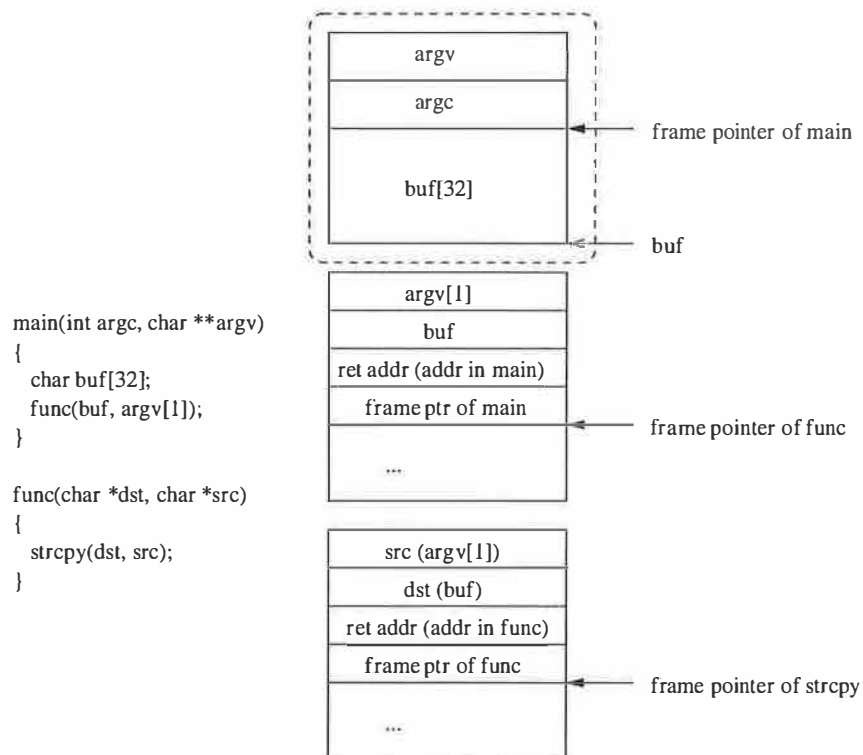 argv
argc
frame pointer of main
buf[32]
buf
argv[1]
buf
ret addr (addr in main)
frame ptr of main
frame pointer of func
...
main(int argc, char **argv)
{
char buf[32];
func(buf, argv[1]);
}
func(char *dst, char *src)
{
strcpy(dst, src);
}
src (argv[1])
dst (buf)
ret addr (addr in func)
frame ptr of func
frame pointer of strcpy
...